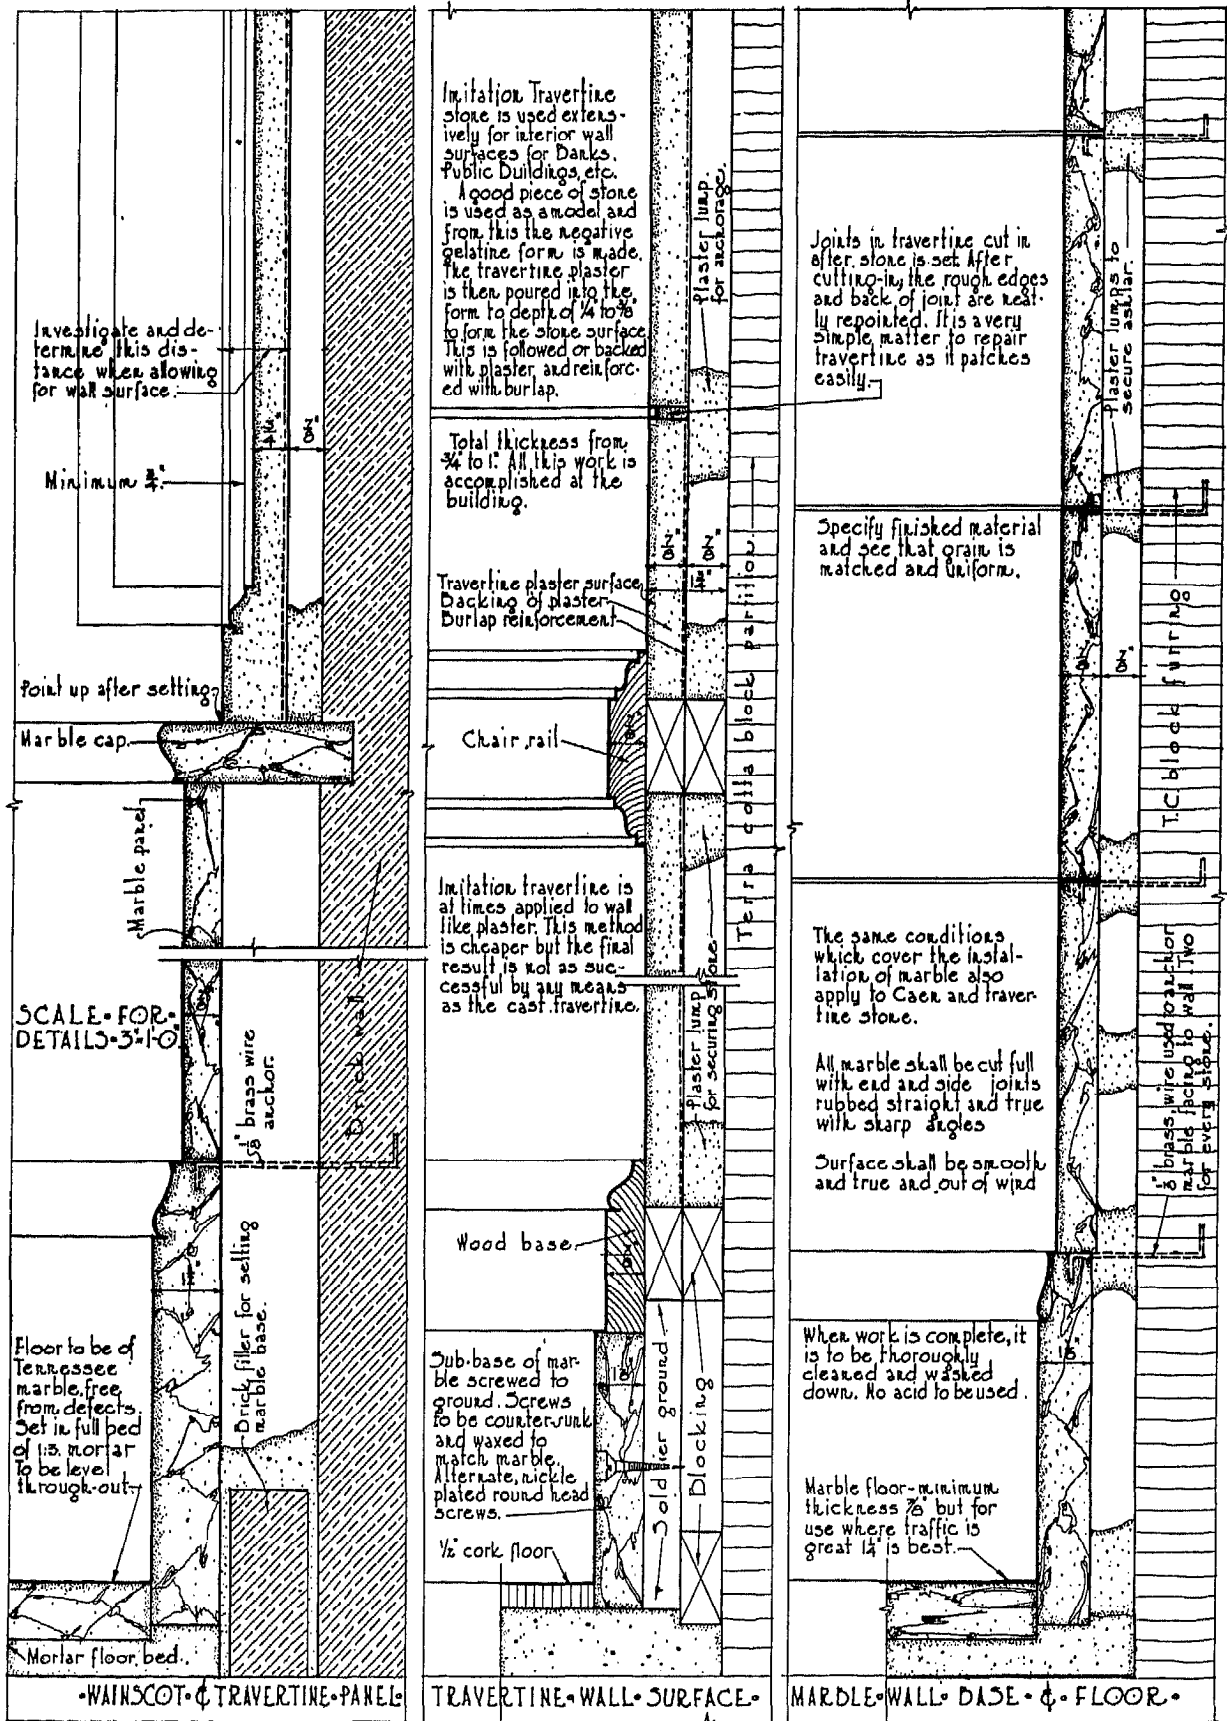 Investigate and de-
termine this dis-
tance when allowing
for wall surface.
Minimum ¾"
Point up after setting
Marble cap.
Marble panel
SCALE•FOR•
DETAILS•3"=1'-0"
⅛" brass wire
anchor.
Brick wall
Brick filler for setting
marble base.
Floor to be of
Tennessee
marble, free
from defects.
Set in full bed
of 1:3. mortar
To be level
through-out
Mortar floor bed.
•WAINSCOT•&•TRAVERTINE•PANEL•
Imitation Travertine
stone is used extens-
ively for interior wall
surfaces for Banks,
Public Buildings, etc.
A good piece of stone
is used as a model and
from this the negative
gelatine form is made.
The travertine plaster
is then poured into the
form to depth of ¼ to ⅜"
to form the stone surface
This is followed or backed
with plaster, and reinforc-
ed with burlap.
Plaster lump.
for anchorage.
Total thickness from
¾" to 1". All this work is
accomplished at the
building.
Travertine plaster surface
Backing of plaster
Burlap reinforcement
Chair rail
Terra cotta block partition
Imitation travertine is
at times applied to wall
like plaster. This method
is cheaper but the final
result is not as suc-
cessful by any means
as the cast travertine.
Plaster lump
for securing stone
Wood base.
Sub-base of mar-
ble screwed to
ground. Screws
to be countersunk
and waxed to
match marble.
Alternate, nickle
plated round head
screws.
½" cork floor
Soldier ground
Blocking
TRAVERTINE•WALL•SURFACE•
Joints in travertine cut in
after stone is set. After
cutting-in, the rough edges
and back of joint are neat-
ly repointed. It is a very
simple matter to repair
travertine as it patches
easily.
Plaster lumps to
secure ashlar.
Specify finished material
and see that grain is
matched and uniform.
T.C. block furring
The same conditions
which cover the instal-
lation of marble also
apply to Caen and traver-
tine stone.
All marble shall be cut full
with end and side joints
rubbed straight and true
with sharp angles
Surface shall be smooth
and true and out of wind
⅛" brass wire used to anchor
marble facing to wall. Two
for every stone.
When work is complete, it
is to be thoroughly
cleaned and washed
down. No acid to be used.
Marble floor-minimum
thickness ⅞" but for
use where traffic is
great 1¼" is best.
MARBLE•WALL•BASE•&•FLOOR•